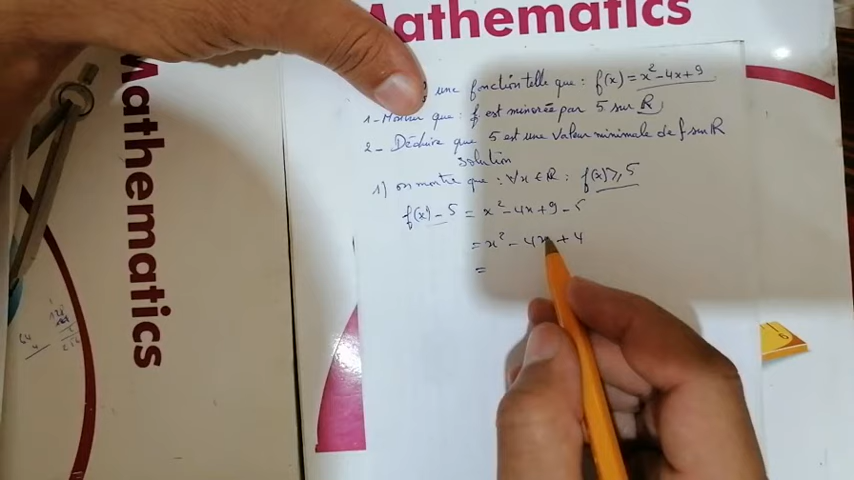 Mathematics
une fonction telle que : f(x) = x² - 4x + 9
1 - Montrer que : f est minorée par 5 sur ℝ
2 - Déduire que 5 est une valeur minimale de f sur ℝ
Solution
1) on montre que : ∀x ∈ ℝ : f(x) ≥ 5
f(x) - 5 = x² - 4x + 9 - 5
= x² - 4x + 4
=
Mathematics